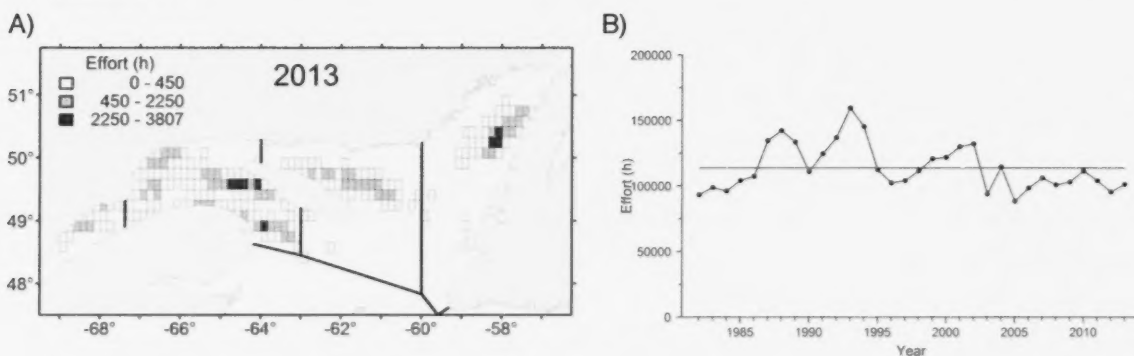 A)
Effort (h)
0 - 450
450 - 2250
2250 - 3807
2013
51°
50°
49°
48°
-68°
-66°
-64°
-62°
-60°
-58°
B)
200000
150000
100000
50000
0
Effort (h)
1985
1990
1995
2000
2005
2010
Year